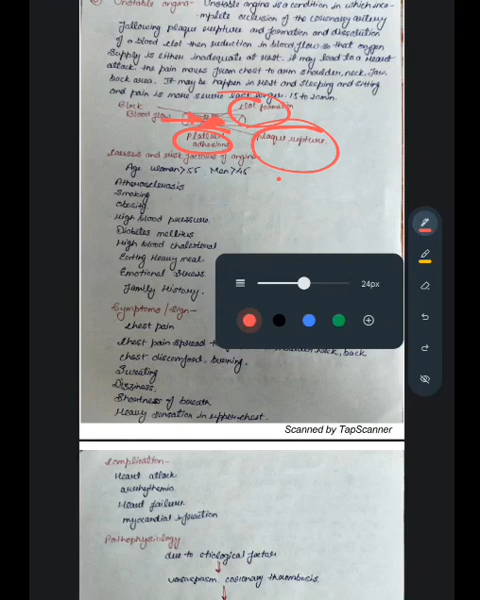 Unstable angina- Unstable angina is a condition in which inco-
mplete occlusion of the coronary artery
following plaque rupture and formation and dissolution
of a blood clot then reduction in blood flow so that oxygen
supply is either inadequate at rest. it may lead to a Heart
attack. the pain moves from chest to arm shoulder, neck, Jaw,
back area. It may be happen in rest and sleeping and sitting
and pain is more severe last longer. 15 to 20min.
Block
clot formation
Blood flow
Platelet
adhesions
plaque rupture.
Causes and risk factors of angina
Age woman>55 Men>45
Atherosclerosis
Smoking
Obesity
High blood pressure
Diabetes mellitus
High blood cholesterol
Eating Heavy meal.
Emotional Stress.
Family History.
Symptoms/sign-
chest pain
chest pain spread neck, back
chest discomfort, burning.
Sweating
Dizziness.
Shortness of breath
Heavy sensation in upper chest.
24px
Scanned by TapScanner
Complication-
Heart attack
arrhythmia
Heart failure
myocardial infarction
Pathophysiology
due to etiological factors
vasospasm. coronary thrombosis.